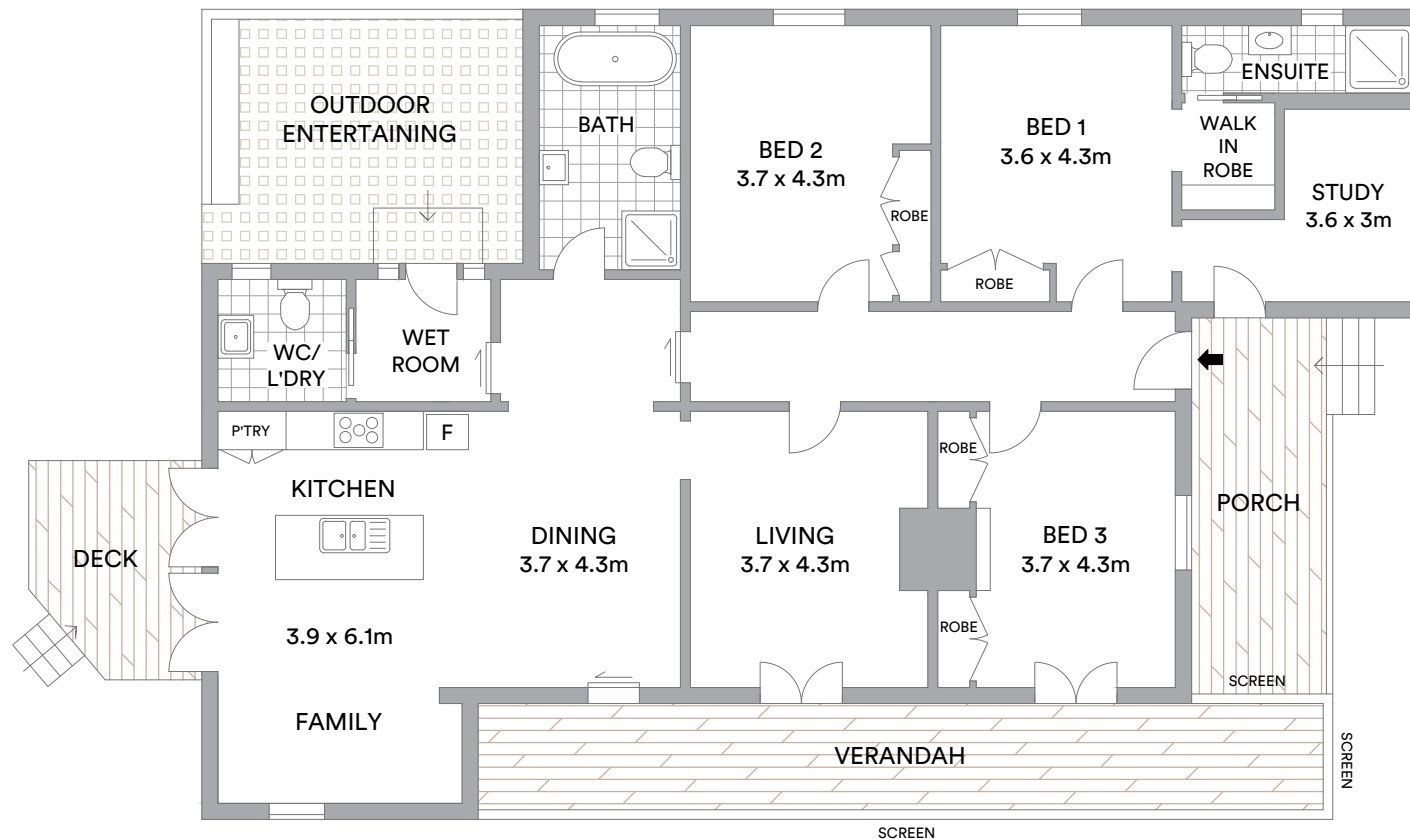 OUTDOOR
ENTERTAINING
BATH
BED 2
3.7 x 4.3m
ROBE
BED 1
3.6 x 4.3m
ROBE
ENSUITE
WALK
IN
ROBE
STUDY
3.6 x 3m
WC/
L'DRY
WET
ROOM
P'TRY
F
KITCHEN
DECK
DINING
3.7 x 4.3m
LIVING
3.7 x 4.3m
ROBE
BED 3
3.7 x 4.3m
ROBE
PORCH
3.9 x 6.1m
FAMILY
SCREEN
VERANDAH
SCREEN
SCREEN